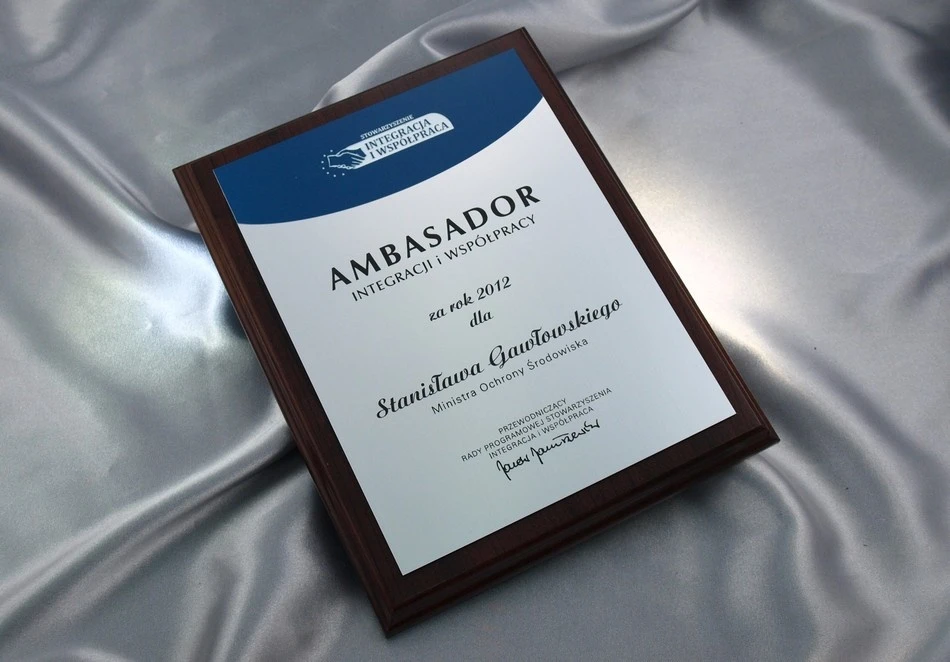 STOWARZYSZENIE
INTEGRACJA
I WSPÓŁPRACA
AMBASADOR
INTEGRACJI i WSPÓŁPRACY
za rok 2012
dla
Stanisława Gawłowskiego
Ministra Ochrony Środowiska
PRZEWODNICZĄCY
RADY PROGRAMOWEJ STOWARZYSZENIA
INTEGRACJA I WSPÓŁPRACA